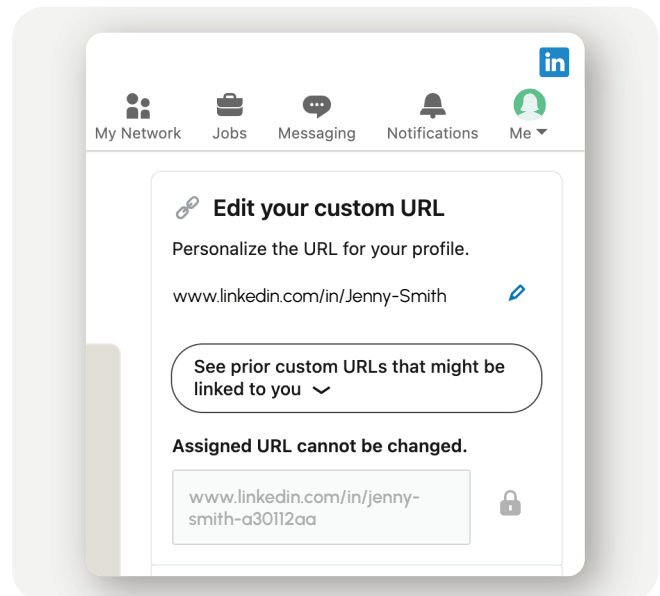 in
My Network Jobs Messaging Notifications Me
Edit your custom URL
Personalize the URL for your profile.
www.linkedin.com/in/Jenny-Smith
See prior custom URLs that might be
linked to you
Assigned URL cannot be changed.
www.linkedin.com/in/jenny-
smith-a30112aa